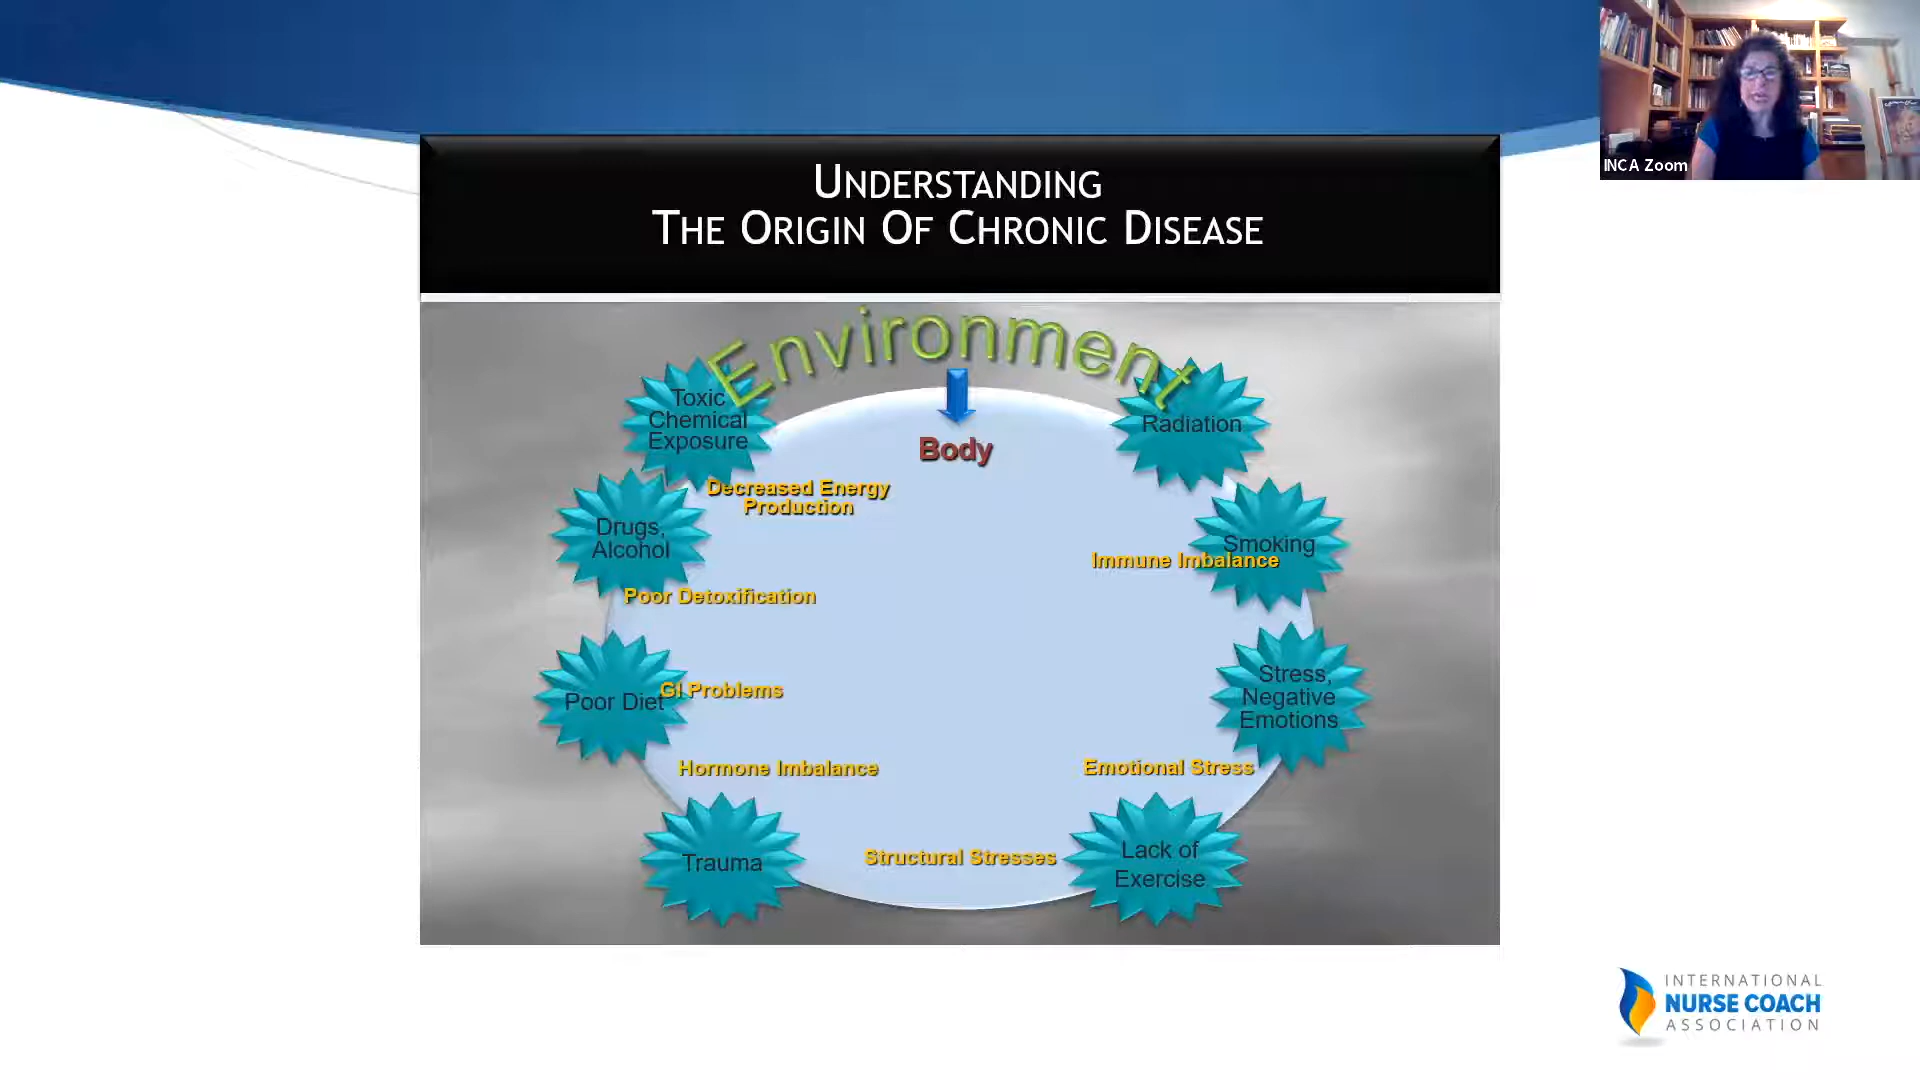 INCA Zoom
UNDERSTANDING
THE ORIGIN OF CHRONIC DISEASE
Environment
Toxic
Chemical
Exposure
Radiation
Body
Decreased Energy
Production
Drugs,
Alcohol
Smoking
Immune Imbalance
Poor Detoxification
Stress,
Negative
Emotions
Poor Diet
GI Problems
Hormone Imbalance
Emotional Stress
Trauma
Structural Stresses
Lack of
Exercise
INTERNATIONAL
NURSE COACH
ASSOCIATION